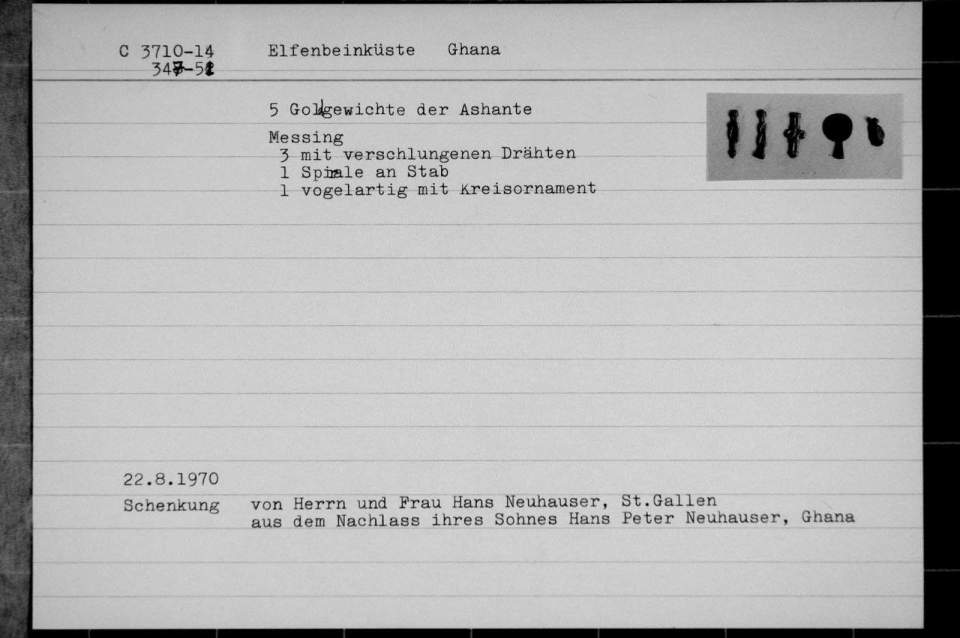 C 3710-14 Elfenbeinküste Ghana
347-51
5 Goldgewichte der Ashante
Messing
3 mit verschlungenen Drähten
1 Spirale an Stab
1 vogelartig mit Kreisornament
22.8.1970
Schenkung von Herrn und Frau Hans Neuhauser, St.Gallen
aus dem Nachlass ihres Sohnes Hans Peter Neuhauser, Ghana